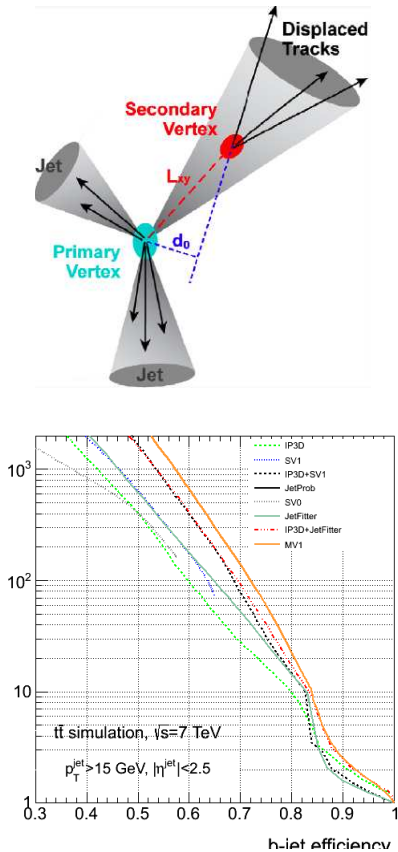 Displaced
Tracks
Secondary
Vertex
Jet
Lxy
Primary
Vertex
d0
Jet
10³
10²
10
1
IP3D
SV1
IP3D+SV1
JetProb
SV0
JetFitter
IP3D+JetFitter
MV1
tt̄ simulation, √s=7 TeV
p_T^jet>15 GeV, |η^jet|<2.5
0.3 0.4 0.5 0.6 0.7 0.8 0.9 1
b-jet efficiency